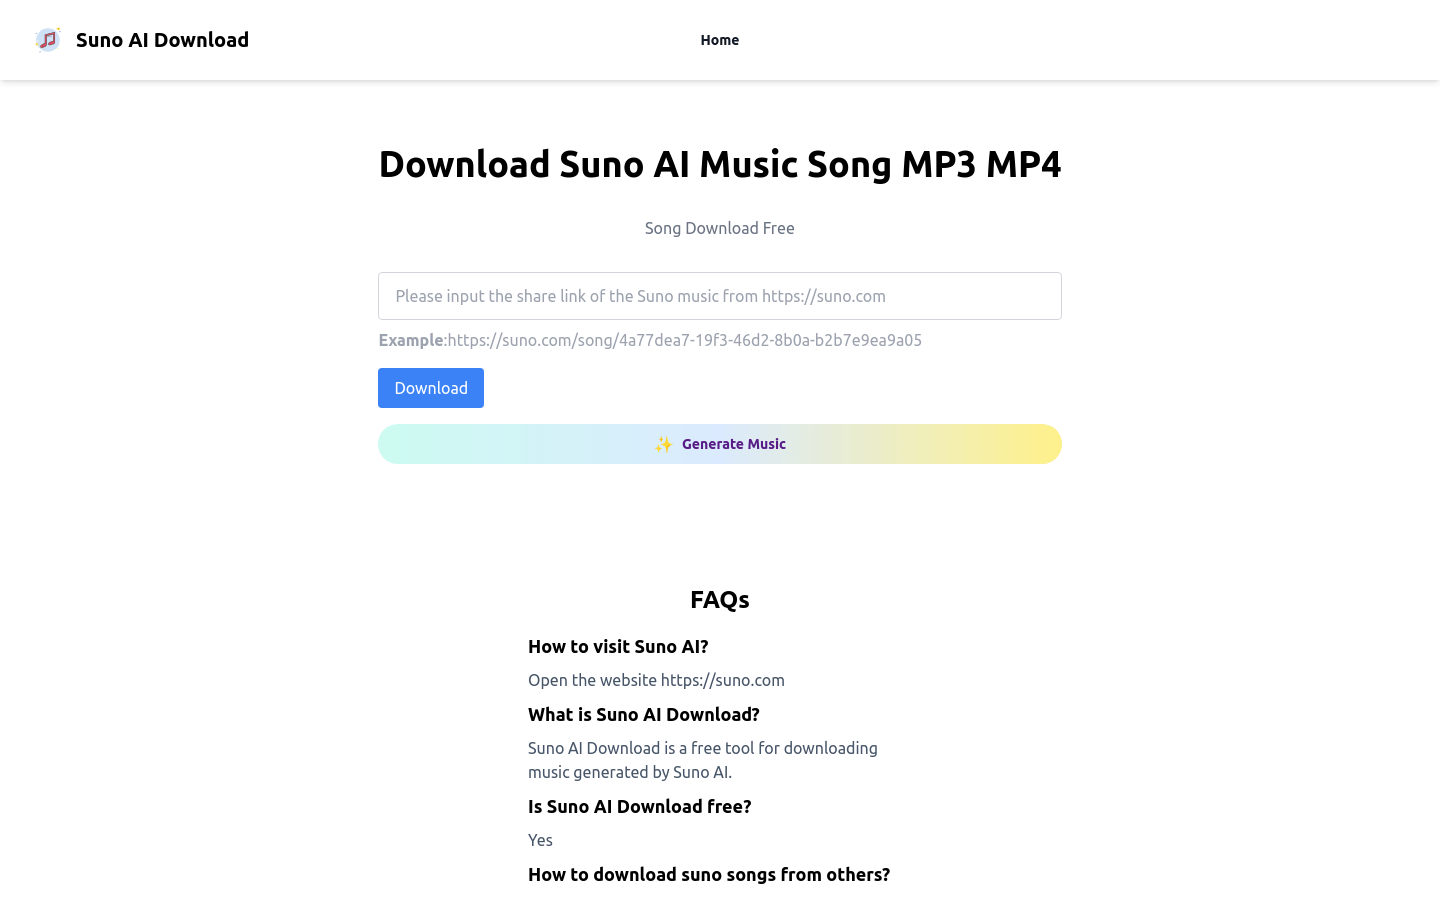 Suno AI Download
Home
Download Suno AI Music Song MP3 MP4
Song Download Free
Please input the share link of the Suno music from https://suno.com
Example:https://suno.com/song/4a77dea7-19f3-46d2-8b0a-b2b7e9ea9a05
Download
✨ Generate Music
FAQs
How to visit Suno AI?
Open the website https://suno.com
What is Suno AI Download?
Suno AI Download is a free tool for downloading
music generated by Suno AI.
Is Suno AI Download free?
Yes
How to download suno songs from others?